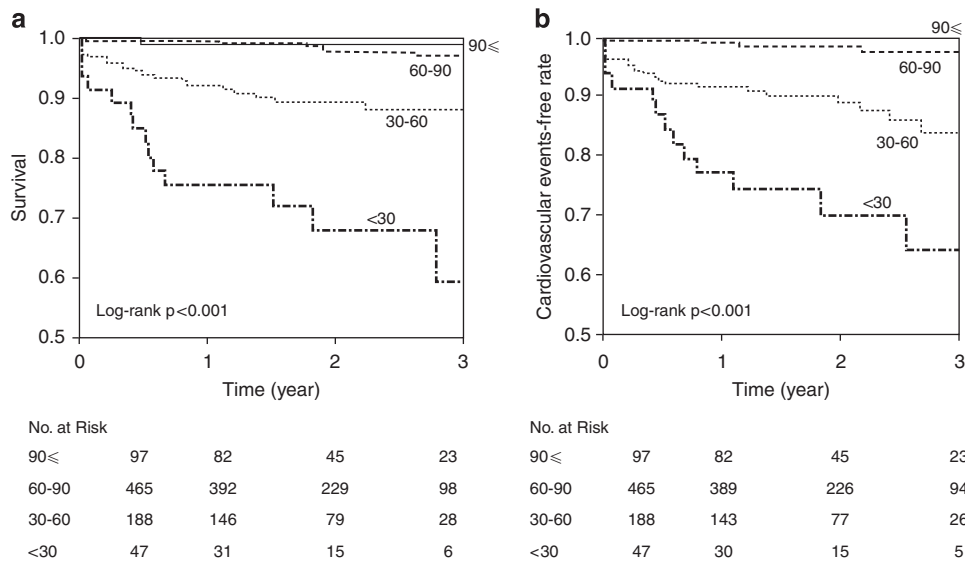 a
Survival
1.0
0.9
0.8
0.7
0.6
0.5
90≤
60-90
30-60
<30
Log-rank p<0.001
0 1 2 3
Time (year)
No. at Risk
90≤ 97 82 45 23
60-90 465 392 229 98
30-60 188 146 79 28
<30 47 31 15 6
b
Cardiovascular events-free rate
1.0
0.9
0.8
0.7
0.6
0.5
90≤
60-90
30-60
<30
Log-rank p<0.001
0 1 2 3
Time (year)
No. at Risk
90≤ 97 82 45 23
60-90 465 389 226 94
30-60 188 143 77 26
<30 47 30 15 5